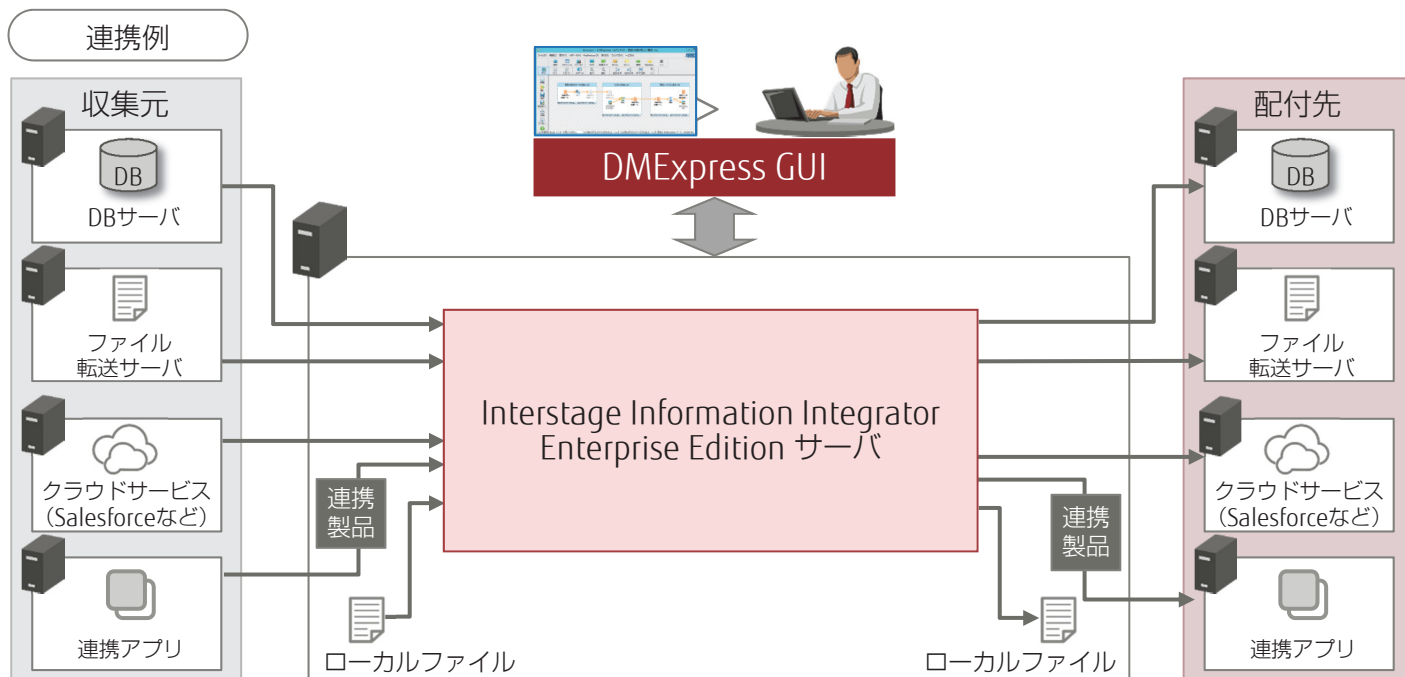 連携例
収集元
DB
DBサーバ
ファイル
転送サーバ
クラウドサービス
（Salesforceなど）
連携アプリ
DMExpress GUI
Interstage Information Integrator
Enterprise Edition サーバ
連携
製品
ローカルファイル
連携
製品
ローカルファイル
配付先
DB
DBサーバ
ファイル
転送サーバ
クラウドサービス
（Salesforceなど）
連携アプリ